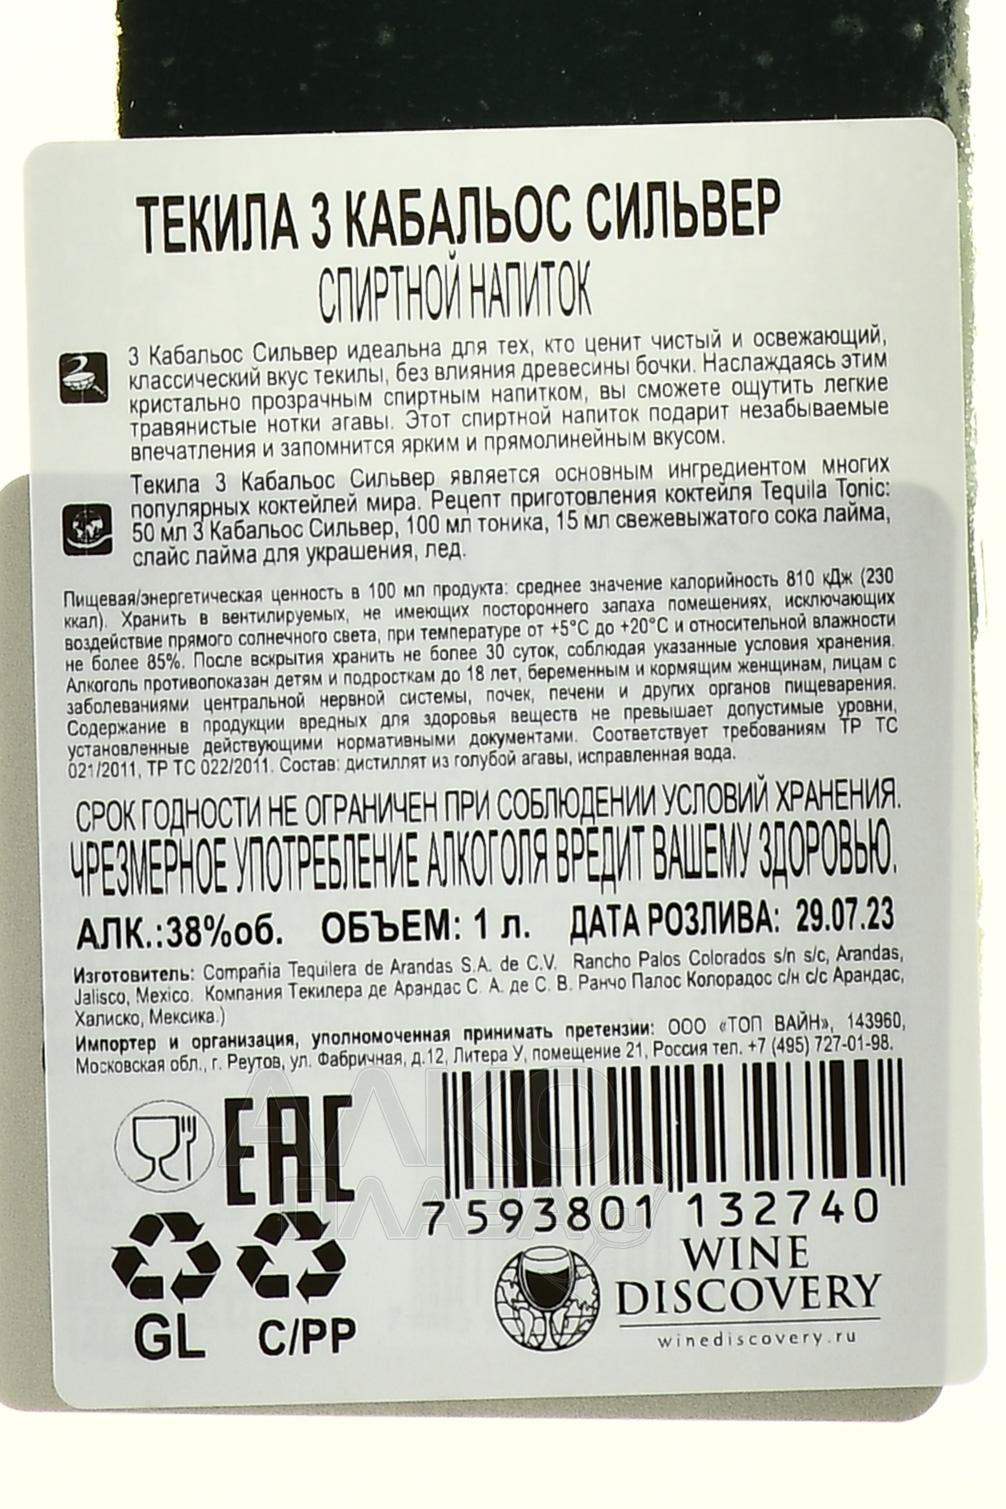 ТЕКИЛА 3 КАБАЛЬОС СИЛЬВЕР
СПИРТНОЙ НАПИТОК
3 Кабальос Сильвер идеальна для тех, кто ценит чистый и освежающий,
классический вкус текилы, без влияния древесины бочки. Наслаждаясь этим
кристально прозрачным спиртным напитком, вы сможете ощутить легкие
травянистые нотки агавы. Этот спиртной напиток подарит незабываемые
впечатления и запомнится ярким и прямолинейным вкусом.
Текила 3 Кабальос Сильвер является основным ингредиентом многих
популярных коктейлей мира. Рецепт приготовления коктейля Tequila Tonic:
50 мл 3 Кабальос Сильвер, 100 мл тоника, 15 мл свежевыжатого сока лайма,
слайс лайма для украшения, лед.
Пищевая/энергетическая ценность в 100 мл продукта: среднее значение калорийность 810 кДж (230
ккал). Хранить в вентилируемых, не имеющих постороннего запаха помещениях, исключающих
воздействие прямого солнечного света, при температуре от +5°С до +20°С и относительной влажности
не более 85%. После вскрытия хранить не более 30 суток, соблюдая указанные условия хранения.
Алкоголь противопоказан детям и подросткам до 18 лет, беременным и кормящим женщинам, лицам с
заболеваниями центральной нервной системы, почек, печени и других органов пищеварения.
Содержание в продукции вредных для здоровья веществ не превышает допустимые уровни,
установленные действующими нормативными документами. Соответствует требованиям ТР ТС
021/2011, ТР ТС 022/2011. Состав: дистиллят из голубой агавы, исправленная вода.
СРОК ГОДНОСТИ НЕ ОГРАНИЧЕН ПРИ СОБЛЮДЕНИИ УСЛОВИЙ ХРАНЕНИЯ.
ЧРЕЗМЕРНОЕ УПОТРЕБЛЕНИЕ АЛКОГОЛЯ ВРЕДИТ ВАШЕМУ ЗДОРОВЬЮ.
АЛК.:38%об. ОБЪЕМ: 1 л. ДАТА РОЗЛИВА: 29.07.23
Изготовитель: Compañia Tequilera de Arandas S.A. de C.V. Rancho Palos Colorados s/n s/c, Arandas,
Jalisco, Mexico. Компания Текилера де Арандас С. А. де С. В. Ранчо Палос Колорадос с/н с/с Арандас,
Халиско, Мексика.)
Импортер и организация, уполномоченная принимать претензии: ООО «ТОП ВАЙН», 143960,
Московская обл., г. Реутов, ул. Фабричная, д.12, Литера У, помещение 21, Россия тел. +7 (495) 727-01-98.
ЕАС
АЛКО
ПЛАЗА
7 593801 132740
GL C/PP
WINE
DISCOVERY
winediscovery.ru